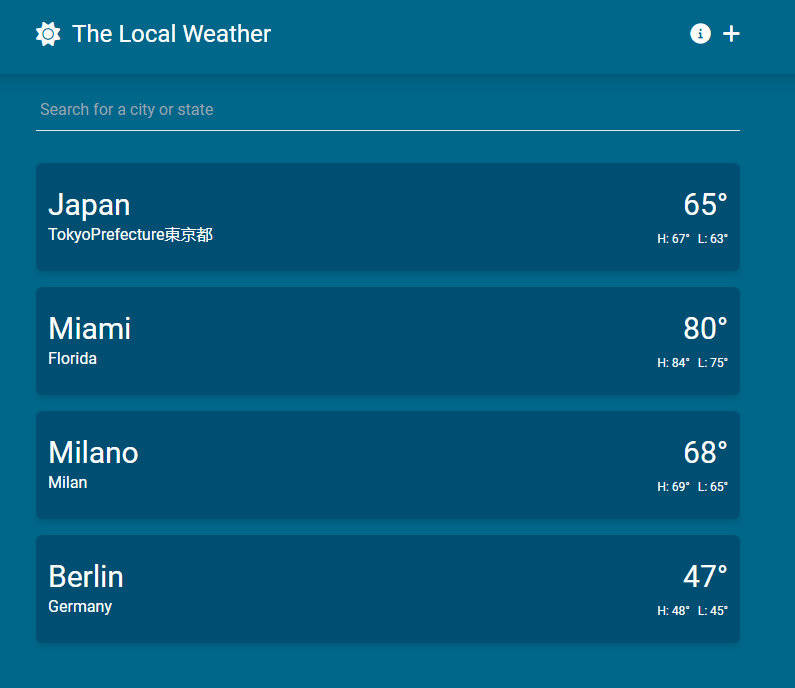 The Local Weather
Search for a city or state
Japan 65°
TokyoPrefecture東京都 H: 67° L: 63°
Miami 80°
Florida H: 84° L: 75°
Milano 68°
Milan H: 69° L: 65°
Berlin 47°
Germany H: 48° L: 45°